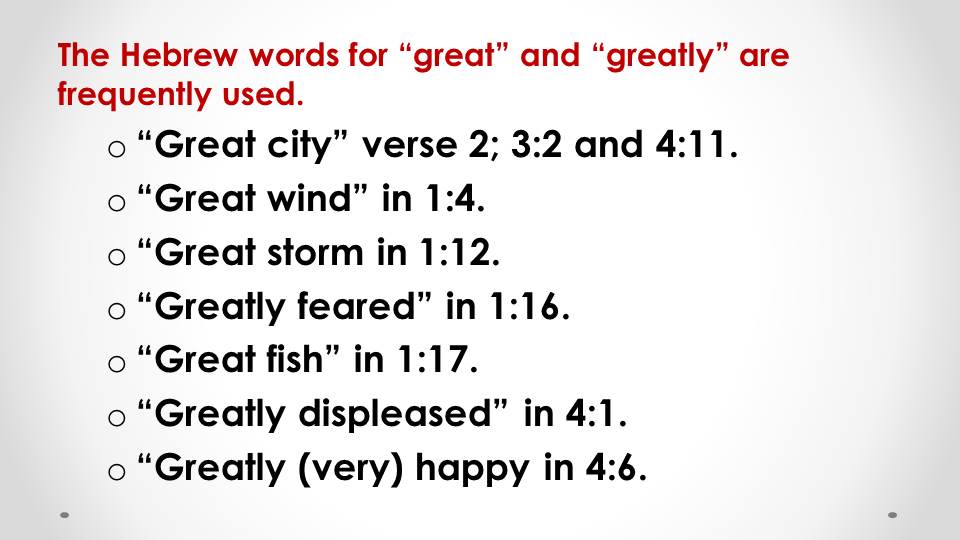 The Hebrew words for “great” and “greatly” are
frequently used.
o “Great city” verse 2; 3:2 and 4:11.
o “Great wind” in 1:4.
o “Great storm in 1:12.
o “Greatly feared” in 1:16.
o “Great fish” in 1:17.
o “Greatly displeased” in 4:1.
o “Greatly (very) happy in 4:6.